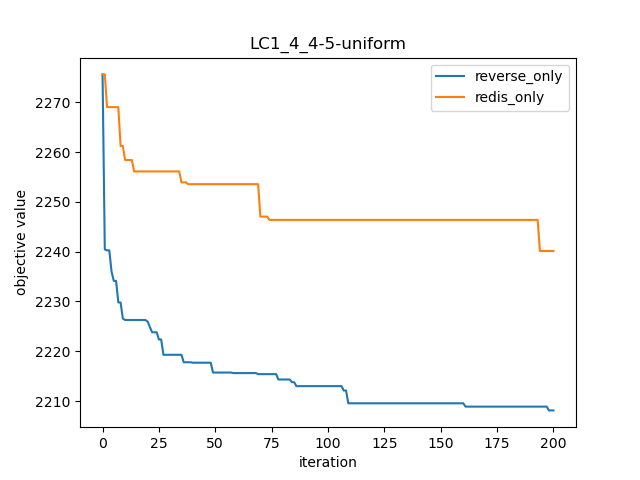 LC1_4_4-5-uniform
reverse_only
redis_only
objective value
2270
2260
2250
2240
2230
2220
2210
0 25 50 75 100 125 150 175 200
iteration